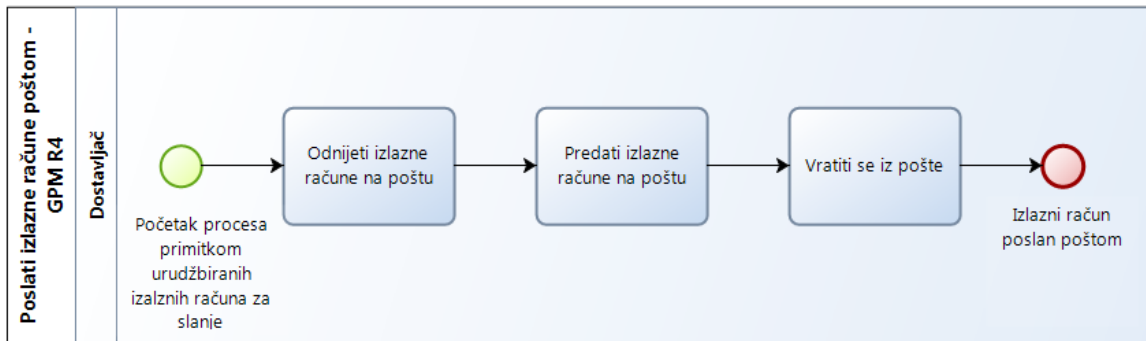 Poslati izlazne račune poštom -
GPM R4
Dostavljač
Početak procesa
primitkom
urudžbiranih
izalznih računa za
slanje
Odnijeti izlazne
račune na poštu
Predati izlazne
račune na poštu
Vratiti se iz pošte
Izlazni račun
poslan poštom